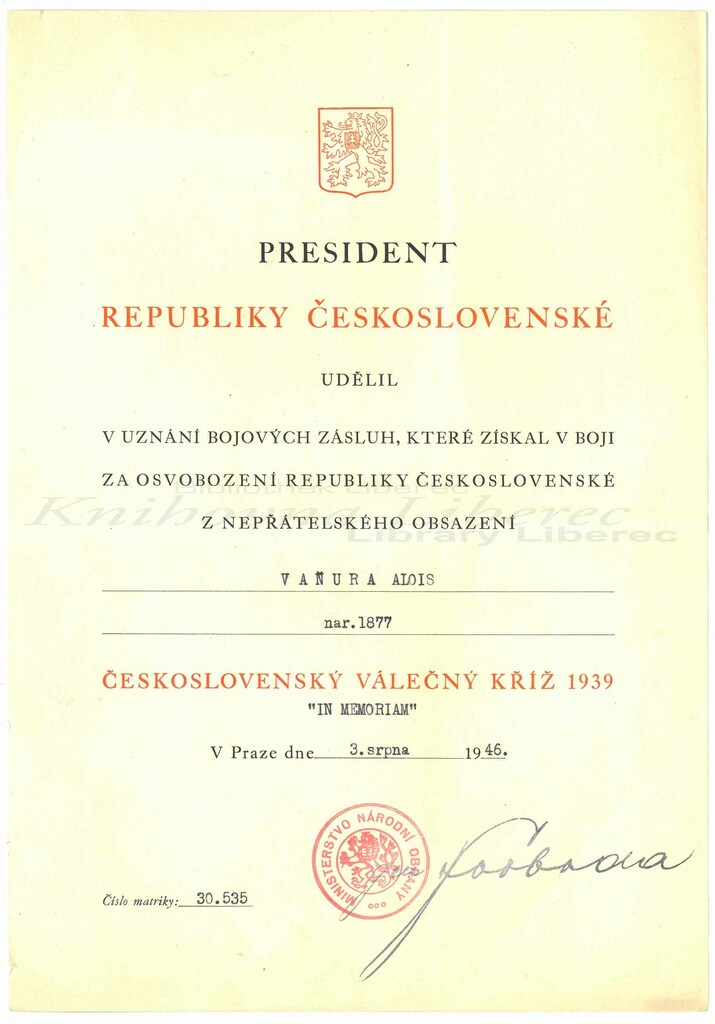 PRESIDENT
REPUBLIKY ČESKOSLOVENSKÉ
UDĚLIL
V UZNÁNÍ BOJOVÝCH ZÁSLUH, KTERÉ ZÍSKAL V BOJI
ZA OSVOBOZENÍ REPUBLIKY ČESKOSLOVENSKÉ
Bibliothek Liberec
Knihovna Liberec
Z NEPŘÁTELSKÉHO OBSAZENÍ
Library Liberec
VAŇURA ALOIS
nar.1877
ČESKOSLOVENSKÝ VÁLEČNÝ KŘÍŽ 1939
"IN MEMORIAM"
V Praze dne 3.srpna 1946.
MINISTERSTVO NÁRODNÍ OBRANY
Svoboda
Číslo matriky: 30.535